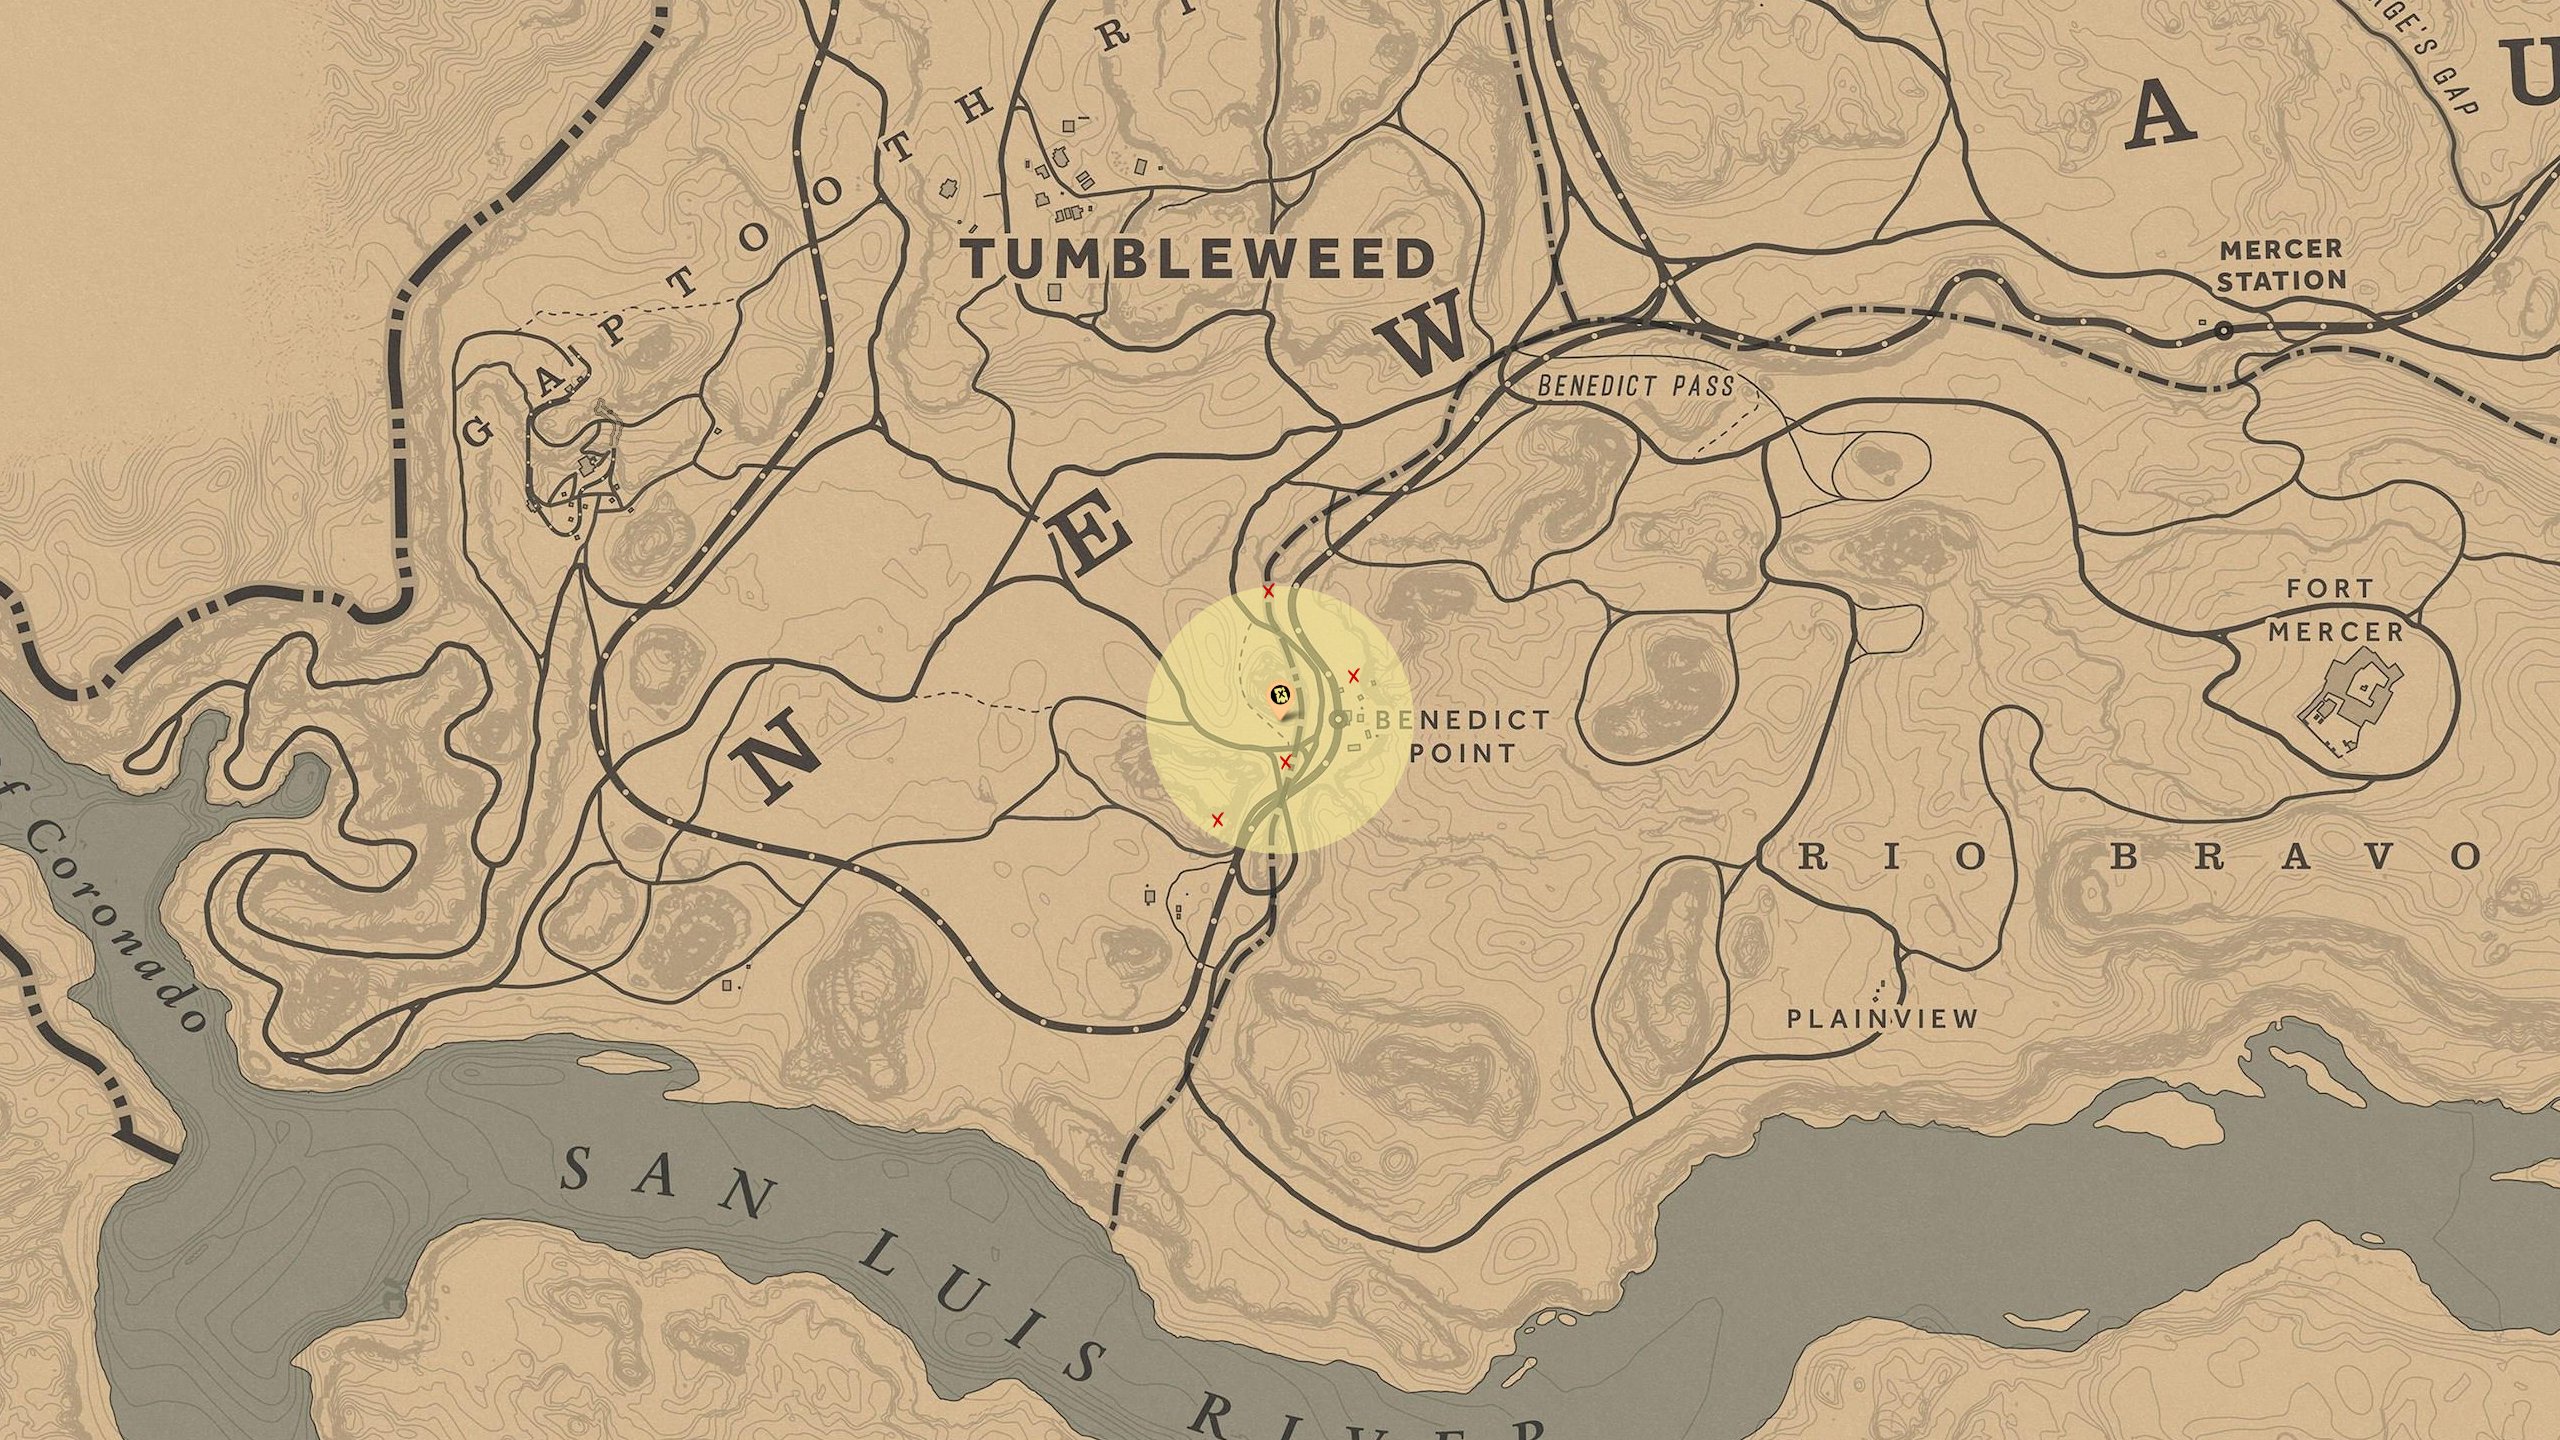 GAPTOOTH RI
TUMBLEWEED
A
U
GE'S GAP
MERCER
STATION
W
BENEDICT PASS
E
N
FORT
MERCER
BENEDICT
POINT
RIO BRAVO
f Coronado
PLAINVIEW
SAN LUIS RIVER